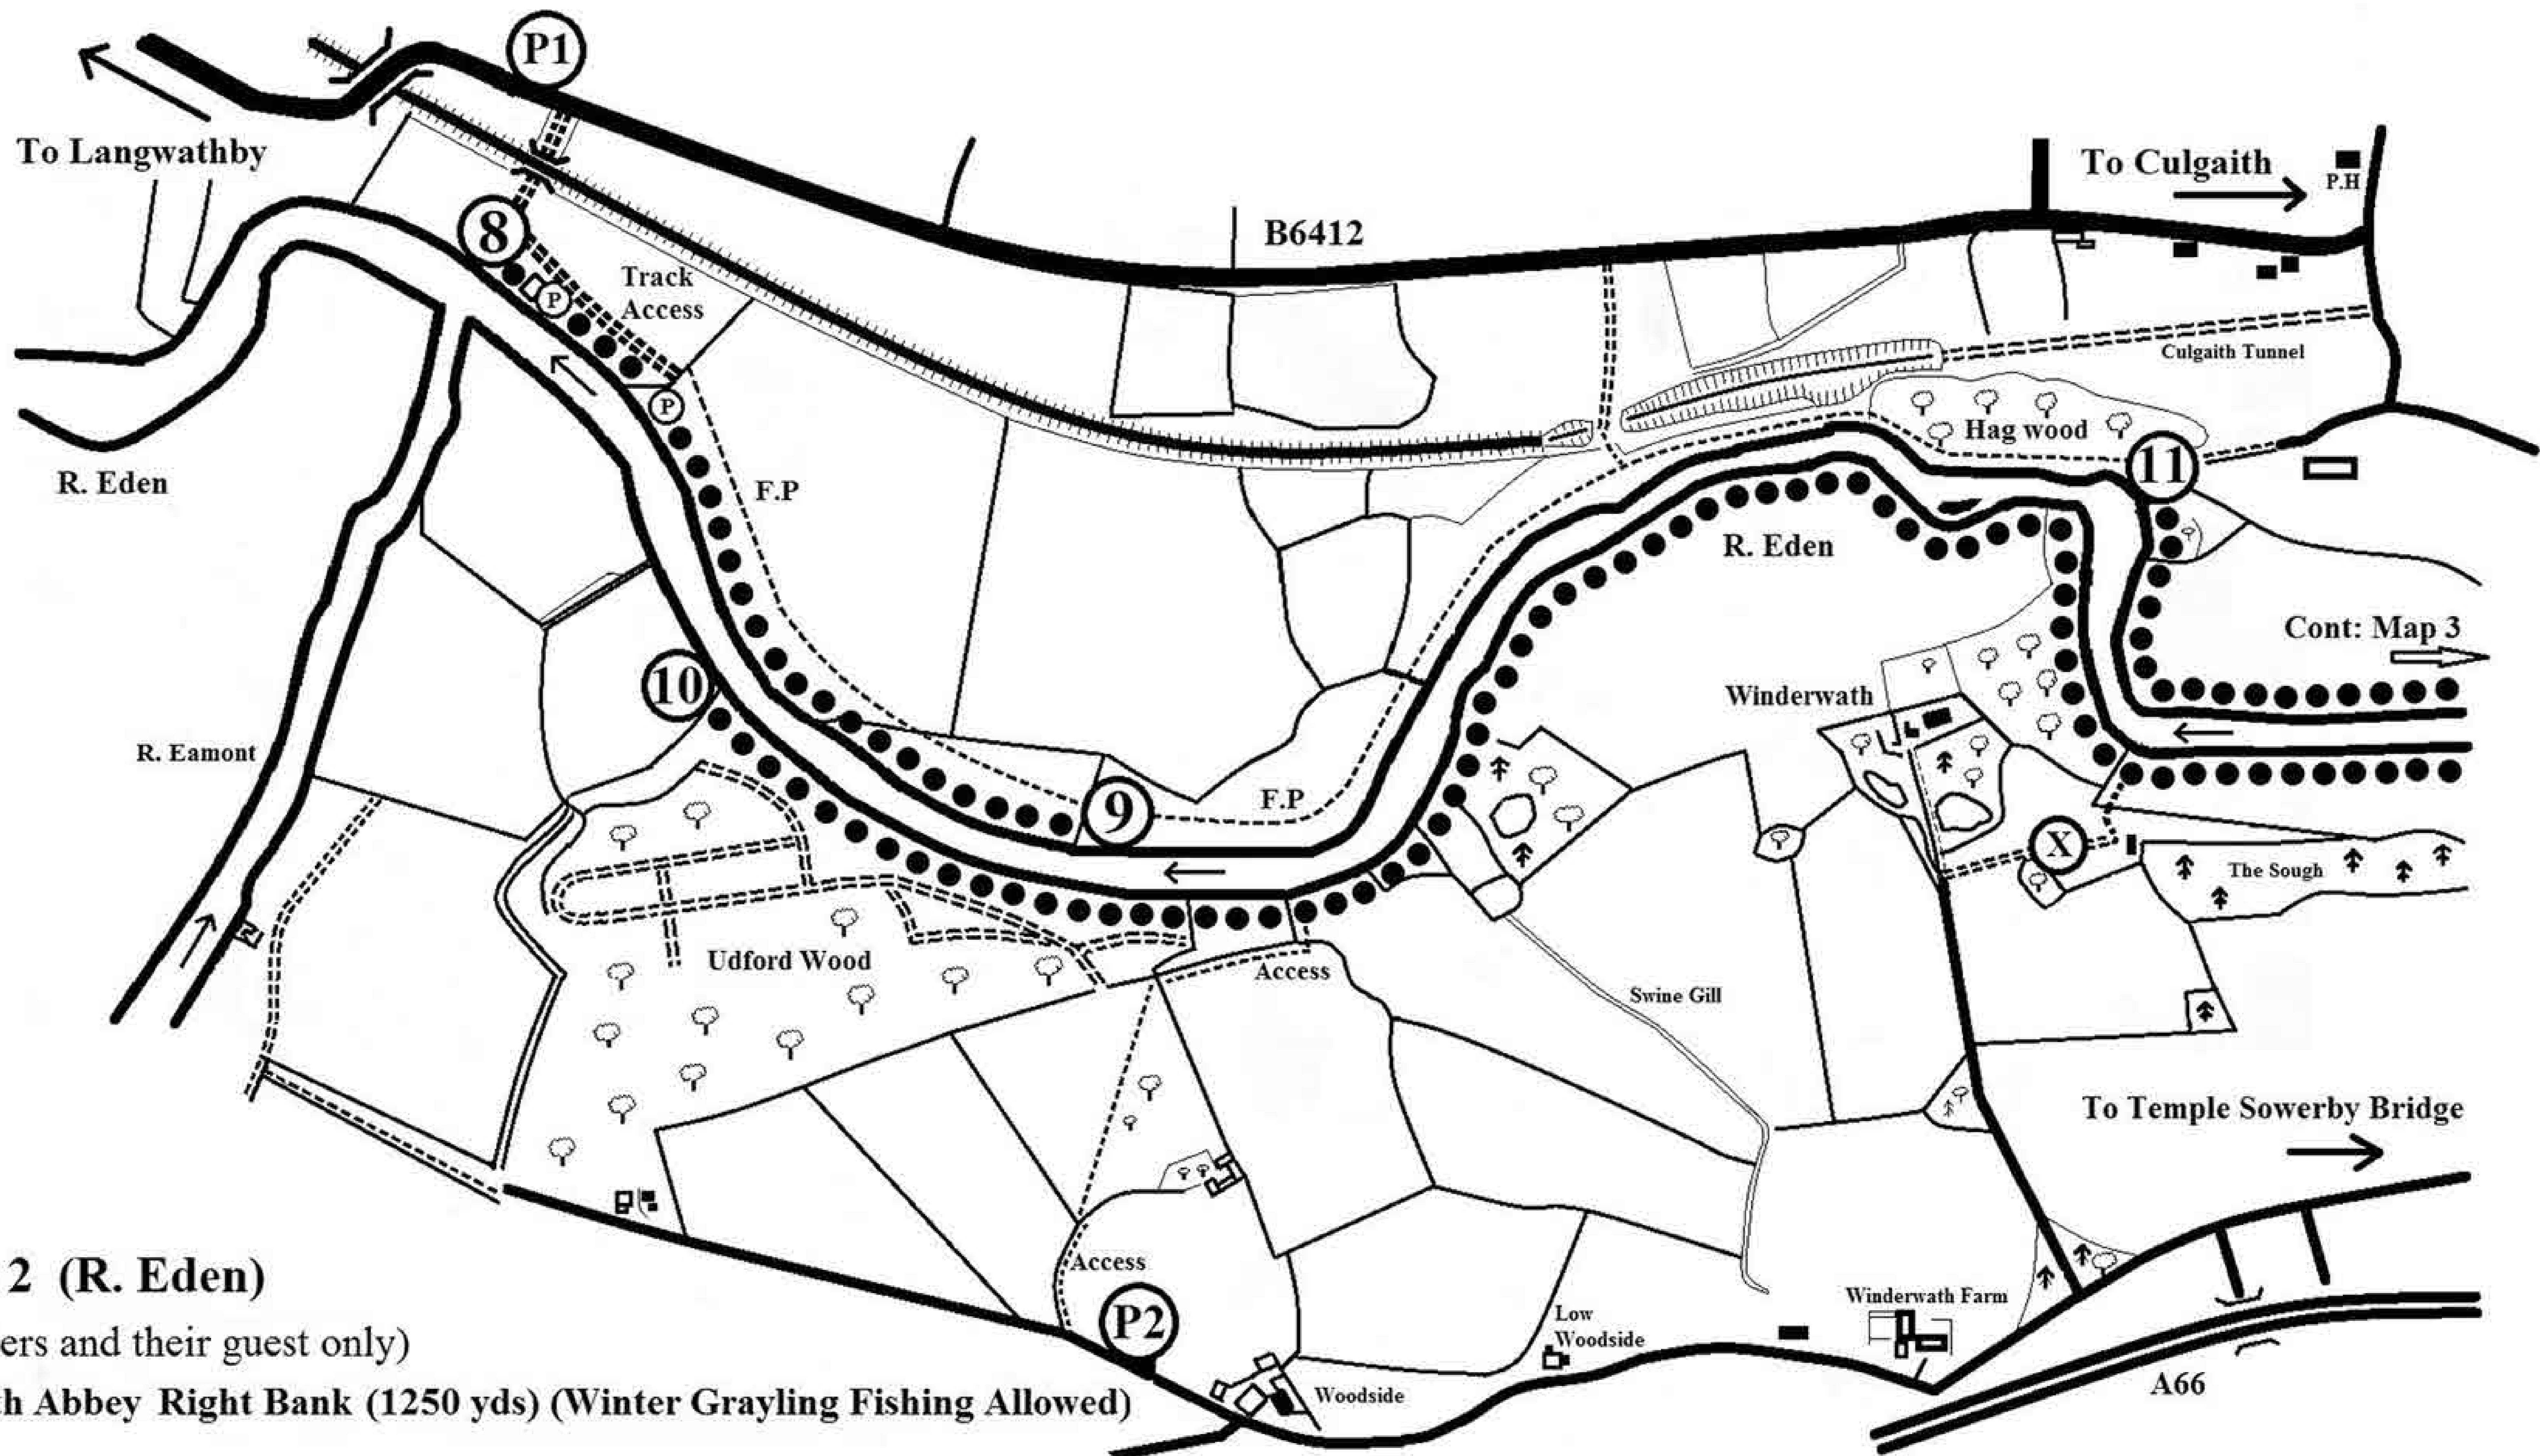 P1
To Langwathby
To Culgaith
P.H
8
B6412
Track
Access
P
Culgaith Tunnel
P
Hag wood
11
R. Eden
F.P
R. Eden
Cont: Map 3
10
Winderwath
R. Eamont
9
F.P
X
The Sough
Udford Wood
Access
Swine Gill
To Temple Sowerby Bridge
Access
2 (R. Eden)
P2
Winderwath Farm
Low
Woodside
ers and their guest only)
A66
Woodside
h Abbey Right Bank (1250 yds) (Winter Grayling Fishing Allowed)